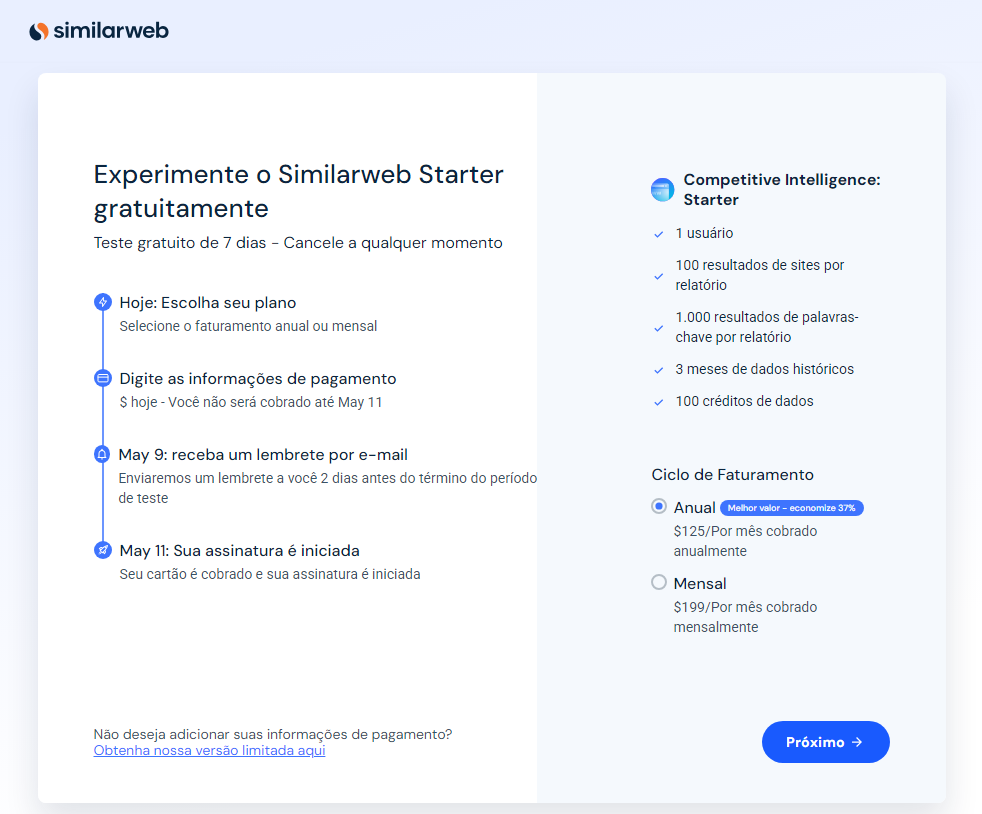 similarweb
Experimente o Similarweb Starter
gratuitamente
Teste gratuito de 7 dias - Cancele a qualquer momento
Hoje: Escolha seu plano
Selecione o faturamento anual ou mensal
Digite as informações de pagamento
$ hoje - Você não será cobrado até May 11
May 9: receba um lembrete por e-mail
Enviaremos um lembrete a você 2 dias antes do término do período
de teste
May 11: Sua assinatura é iniciada
Seu cartão é cobrado e sua assinatura é iniciada
Não deseja adicionar suas informações de pagamento?
Obtenha nossa versão limitada aqui
Competitive Intelligence:
Starter
1 usuário
100 resultados de sites por
relatório
1.000 resultados de palavras-
chave por relatório
3 meses de dados históricos
100 créditos de dados
Ciclo de Faturamento
Anual Melhor valor - economize 37%
$125/Por mês cobrado
anualmente
Mensal
$199/Por mês cobrado
mensalmente
Próximo →